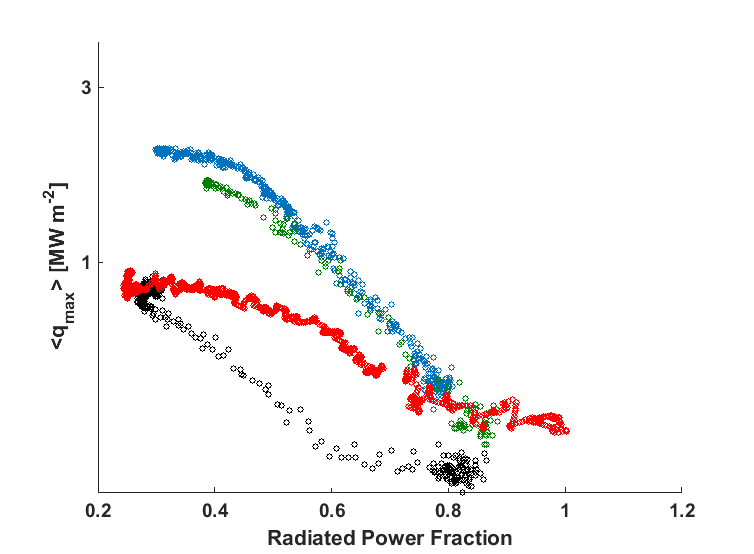 3
1
<q_max> [MW m^-2]
0.2 0.4 0.6 0.8 1 1.2
Radiated Power Fraction